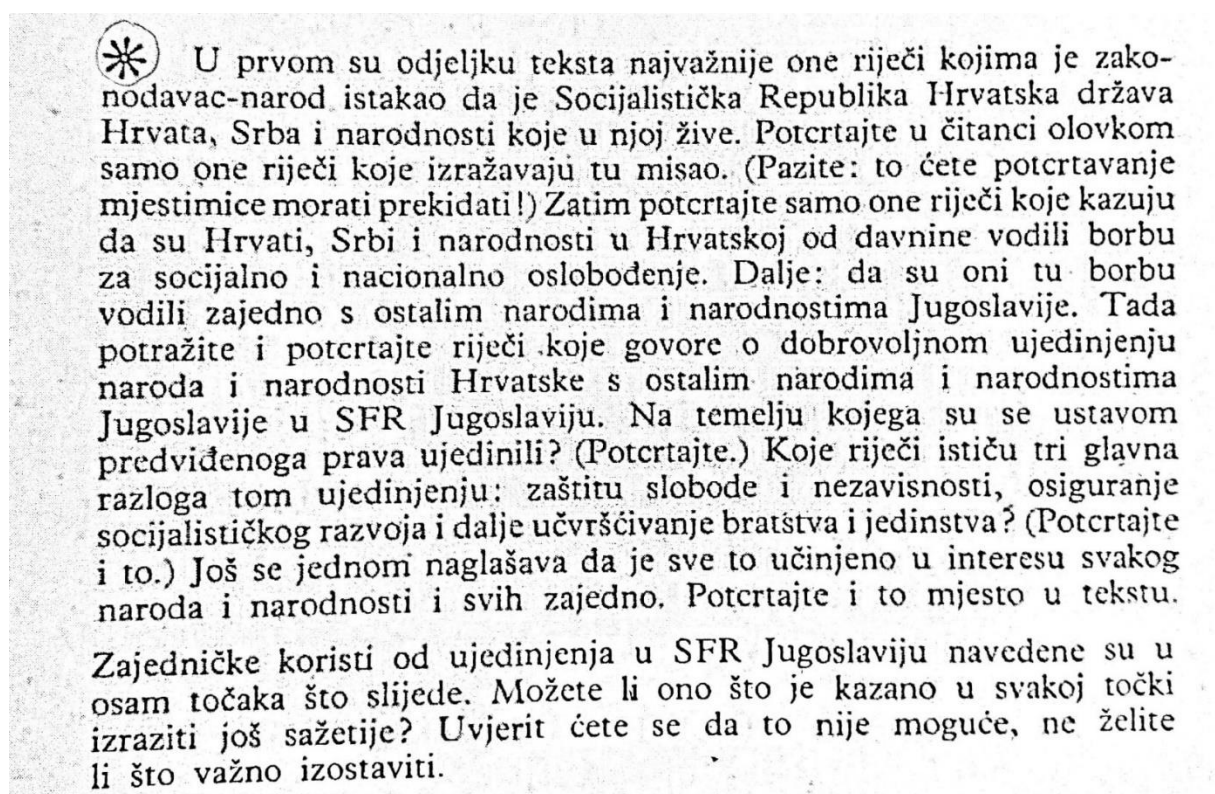 U prvom su odjeljku teksta najvažnije one riječi kojima je zako-
nodavac-narod istakao da je Socijalistička Republika Hrvatska država
Hrvata, Srba i narodnosti koje u njoj žive. Potcrtajte u čitanci olovkom
samo one riječi koje izražavaju tu misao. (Pazite: to ćete potcrtavanje
mjestimice morati prekidati!) Zatim potcrtajte samo one riječi koje kazuju
da su Hrvati, Srbi i narodnosti u Hrvatskoj od davnine vodili borbu
za socijalno i nacionalno oslobođenje. Dalje: da su oni tu borbu
vodili zajedno s ostalim narodima i narodnostima Jugoslavije. Tada
potražite i potcrtajte riječi koje govore o dobrovoljnom ujedinjenju
naroda i narodnosti Hrvatske s ostalim narodima i narodnostima
Jugoslavije u SFR Jugoslaviju. Na temelju kojega su se ustavom
predviđenoga prava ujedinili? (Potcrtajte.) Koje riječi ističu tri glavna
razloga tom ujedinjenju: zaštitu slobode i nezavisnosti, osiguranje
socijalističkog razvoja i dalje učvršćivanje bratstva i jedinstva? (Potcrtajte
i to.) Još se jednom naglašava da je sve to učinjeno u interesu svakog
naroda i narodnosti i svih zajedno. Potcrtajte i to mjesto u tekstu.
Zajedničke koristi od ujedinjenja u SFR Jugoslaviju navedene su u
osam točaka što slijede. Možete li ono što je kazano u svakoj točki
izraziti još sažetije? Uvjerit ćete se da to nije moguće, ne želite
li što važno izostaviti.